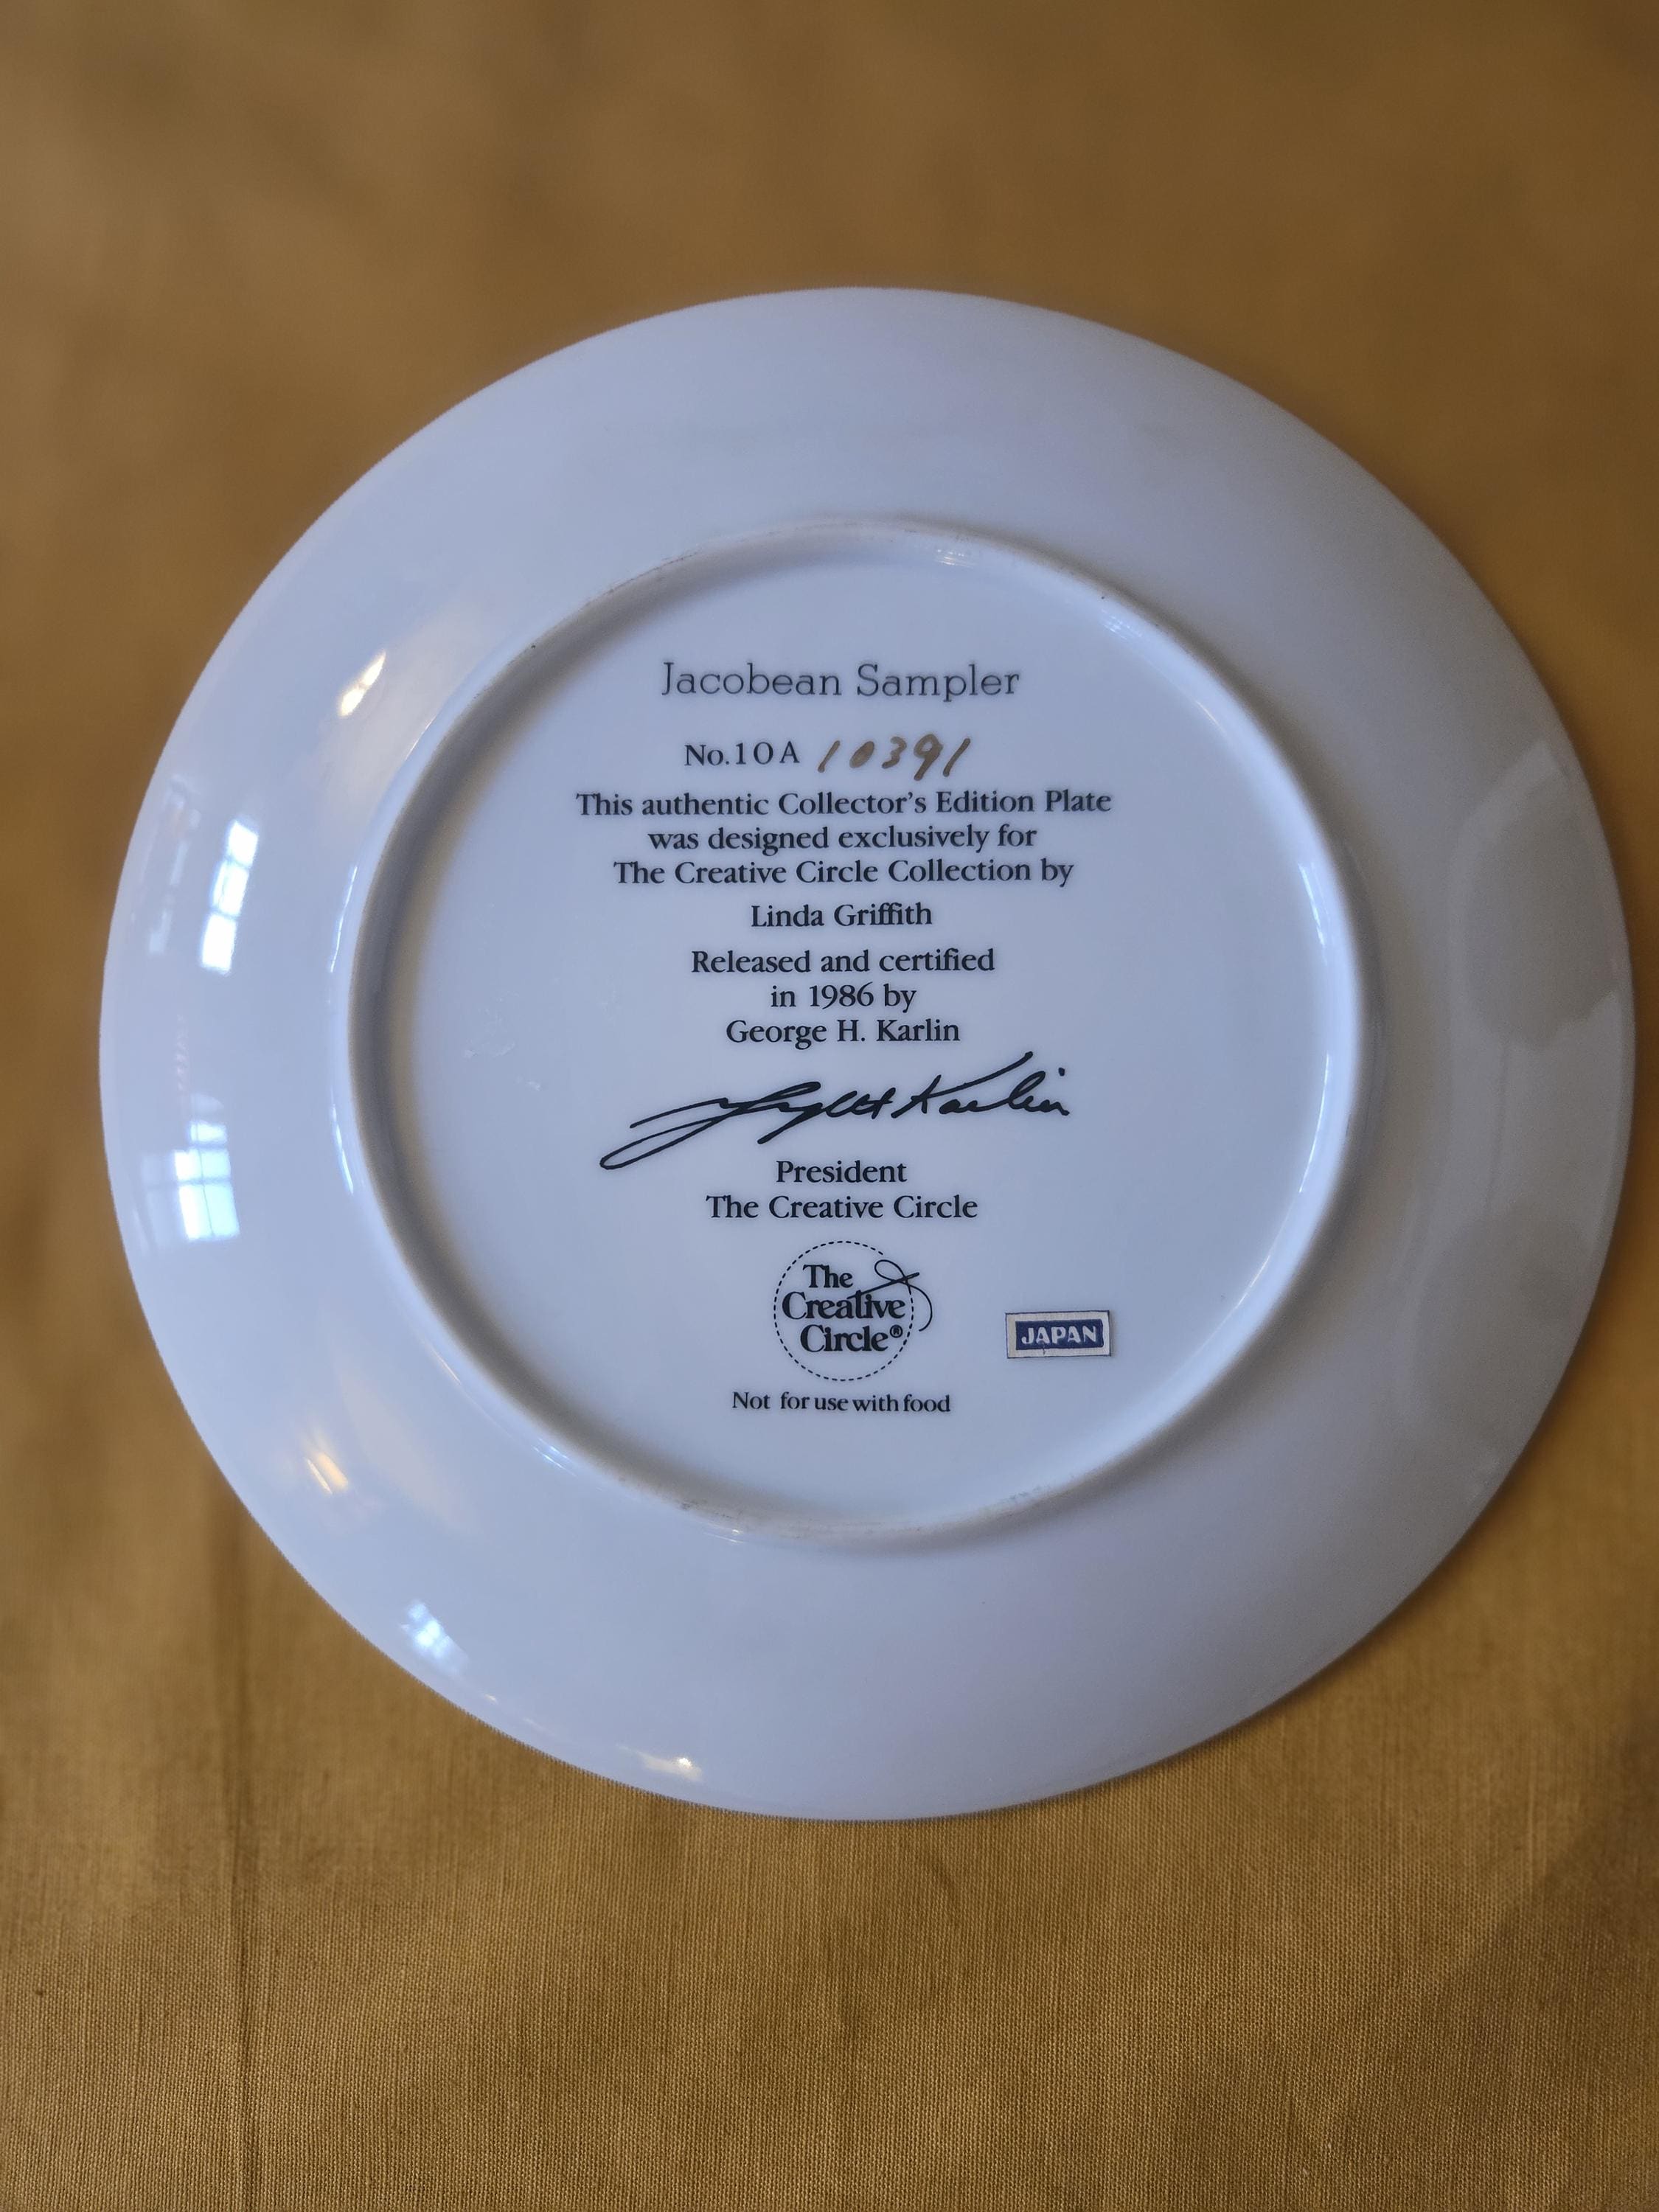 Jacobean Sampler
No.10A 10391
This authentic Collector's Edition Plate
was designed exclusively for
The Creative Circle Collection by
Linda Griffith
Released and certified
in 1986 by
George H. Karlin
George H Karlin
President
The Creative Circle
The
Creative
Circle®
JAPAN
Not for use with food